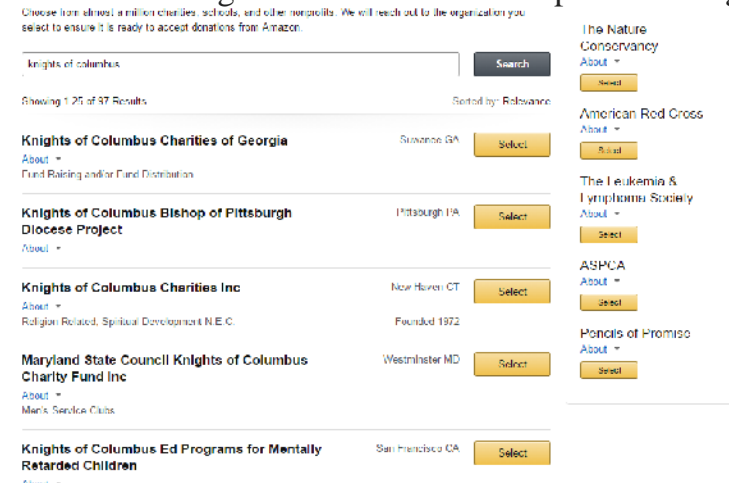 Choose from almost a million charities, schools, and other nonprofits. We will reach out to the organization you
select to ensure it is ready to accept donations from Amazon.
knights of columbus
Search
Showing 1-25 of 97 Results
Sorted by: Relevance
Knights of Columbus Charities of Georgia
Suwanee GA
Select
About
Fund Raising and/or Fund Distribution
Knights of Columbus Bishop of Pittsburgh
Diocese Project
Pittsburgh PA
Select
About
Knights of Columbus Charities Inc
New Haven CT
Select
About
Religion Related, Spiritual Development N.E.C.
Founded 1972
Maryland State Council Knights of Columbus
Charity Fund Inc
Westminster MD
Select
About
Men's Service Clubs
Knights of Columbus Ed Programs for Mentally
Retarded Children
San Francisco CA
Select
About
The Nature
Conservancy
About
Select
American Red Cross
About
Select
The Leukemia &
Lymphoma Society
About
Select
ASPCA
About
Select
Pencils of Promise
About
Select